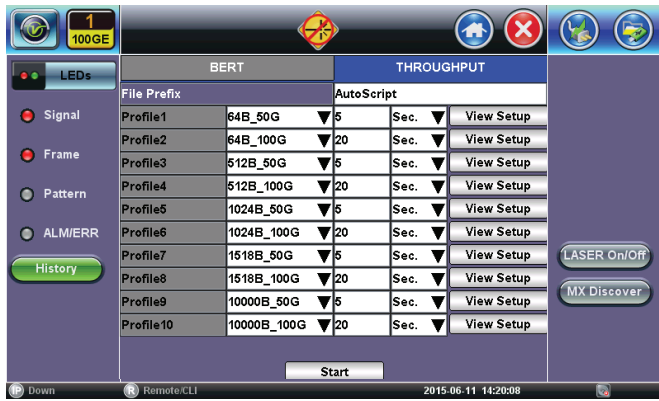 1
100GE
LEDs
Signal
Frame
Pattern
ALM/ERR
History
BERT THROUGHPUT
File Prefix AutoScript
Profile1 64B_50G 5 Sec. View Setup
Profile2 64B_100G 20 Sec. View Setup
Profile3 512B_50G 5 Sec. View Setup
Profile4 512B_100G 20 Sec. View Setup
Profile5 1024B_50G 5 Sec. View Setup
Profile6 1024B_100G 20 Sec. View Setup
Profile7 1518B_50G 5 Sec. View Setup
Profile8 1518B_100G 20 Sec. View Setup
Profile9 10000B_50G 5 Sec. View Setup
Profile10 10000B_100G 20 Sec. View Setup
Start
LASER On/Off
MX Discover
IP Down R Remote/CLI 2015-06-11 14:20:08